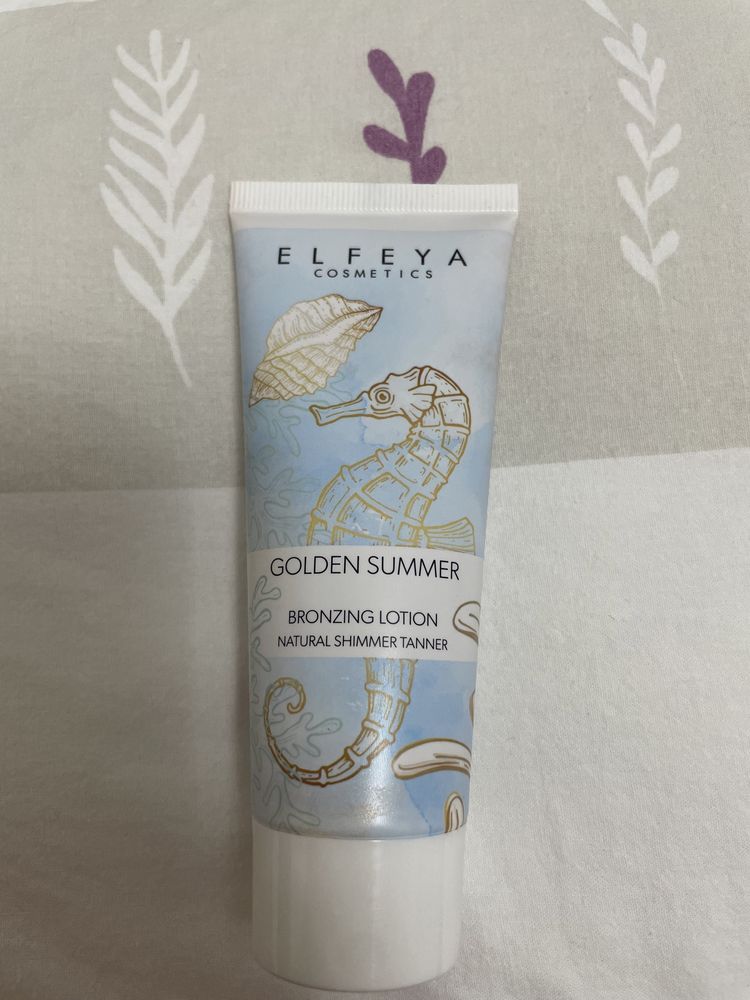 ELFEYA
COSMETICS
GOLDEN SUMMER
BRONZING LOTION
NATURAL SHIMMER TANNER